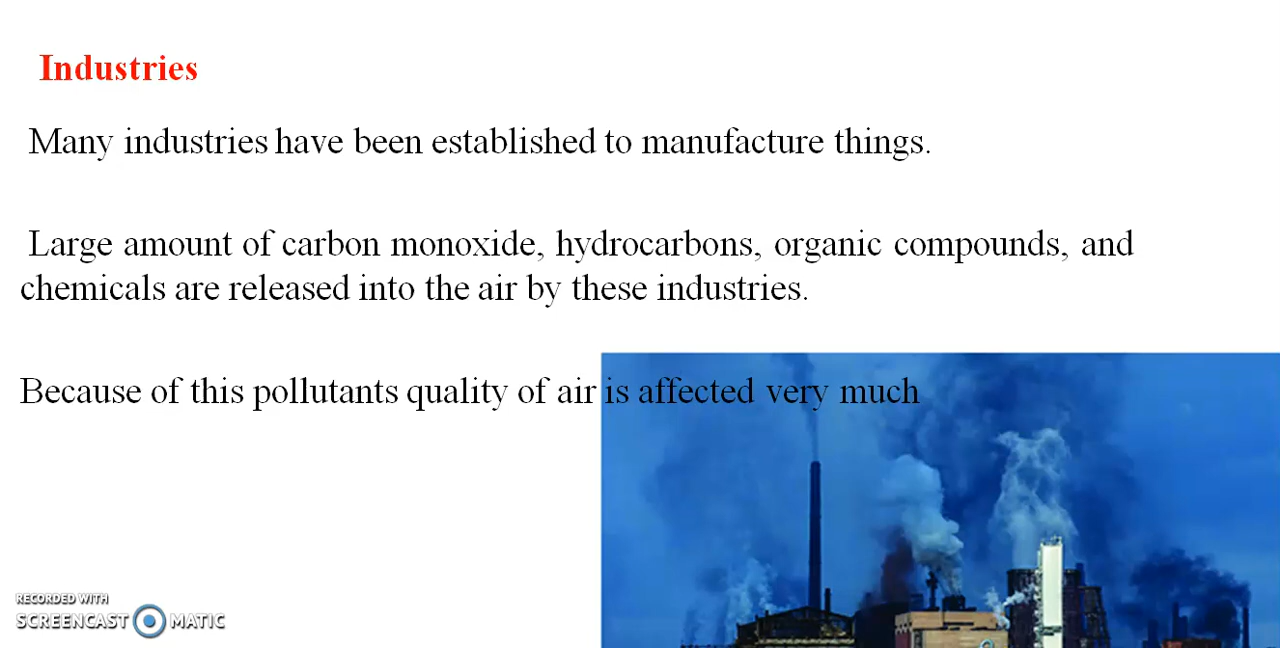 Industries
Many industries have been established to manufacture things.
Large amount of carbon monoxide, hydrocarbons, organic compounds, and
chemicals are released into the air by these industries.
Because of this pollutants quality of air is affected very much
RECORDED WITH
SCREENCAST MATIC